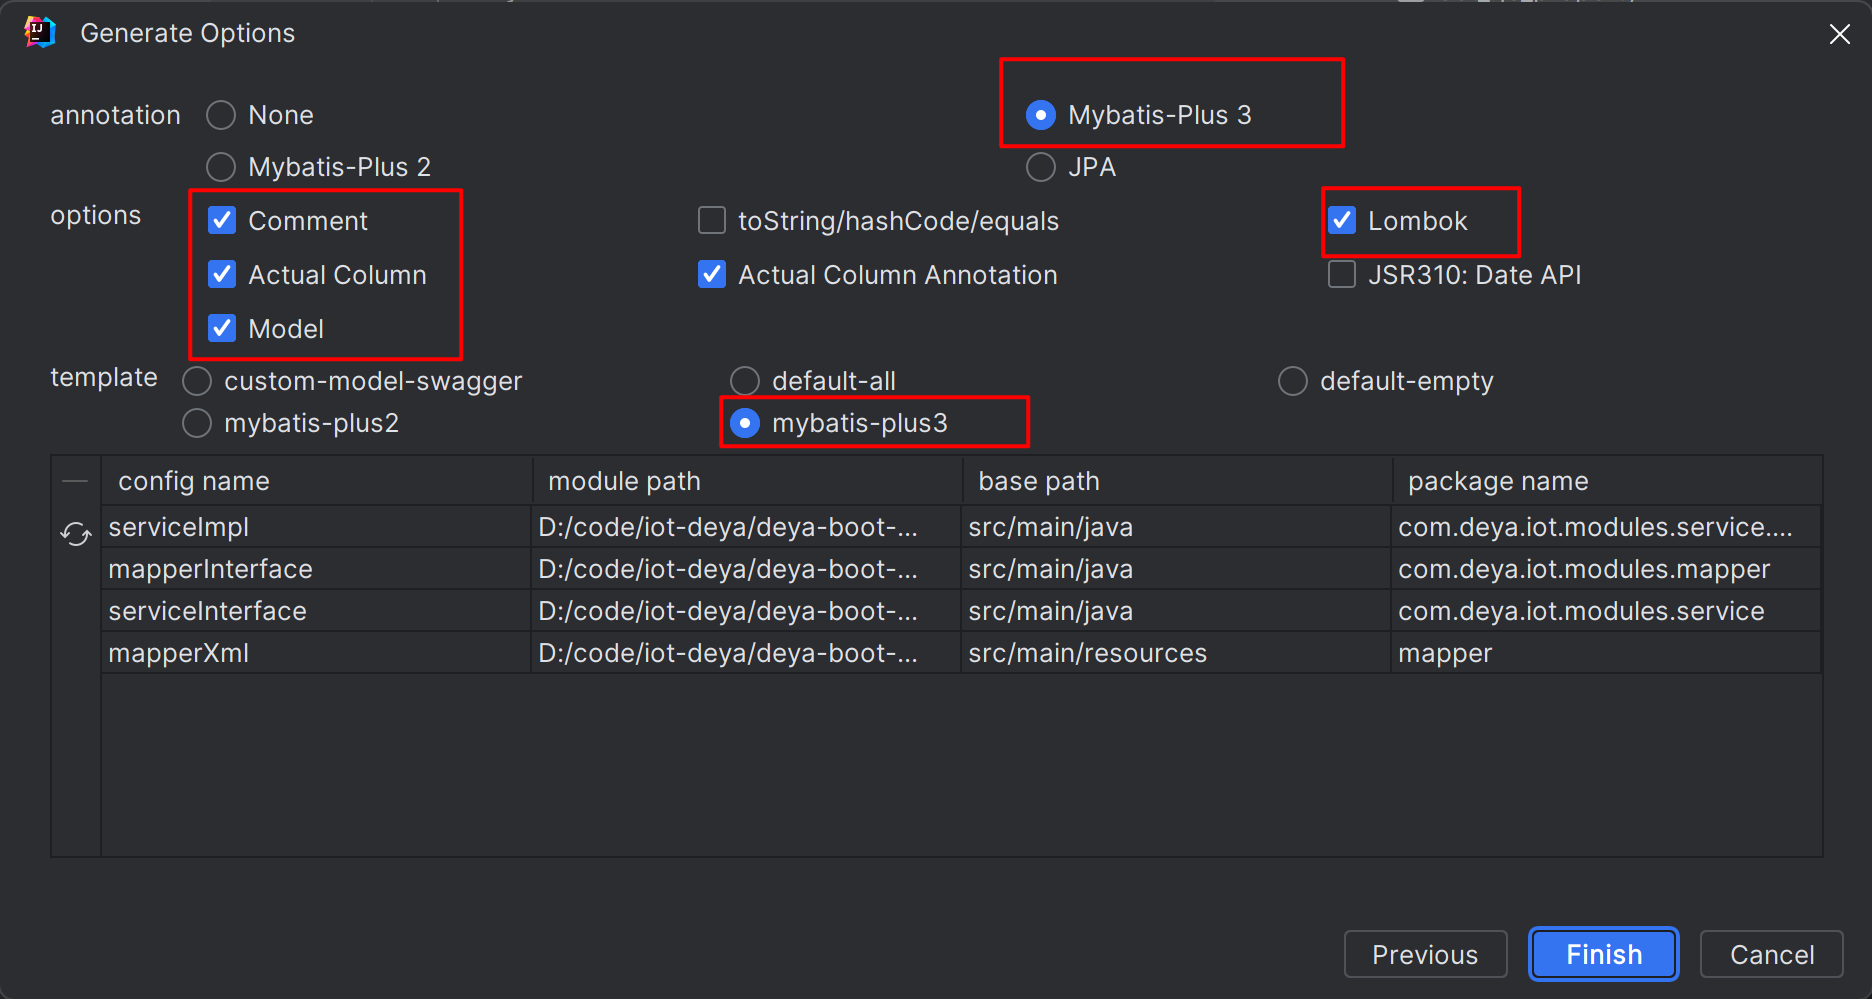 Generate Options
annotation None Mybatis-Plus 3
Mybatis-Plus 2 JPA
options Comment toString/hashCode/equals Lombok
Actual Column Actual Column Annotation JSR310: Date API
Model
template custom-model-swagger default-all default-empty
mybatis-plus2 mybatis-plus3
config name module path base path package name
serviceImpl D:/code/iot-deya/deya-boot-... src/main/java com.deya.iot.modules.service....
mapperInterface D:/code/iot-deya/deya-boot-... src/main/java com.deya.iot.modules.mapper
serviceInterface D:/code/iot-deya/deya-boot-... src/main/java com.deya.iot.modules.service
mapperXml D:/code/iot-deya/deya-boot-... src/main/resources mapper
Previous Finish Cancel